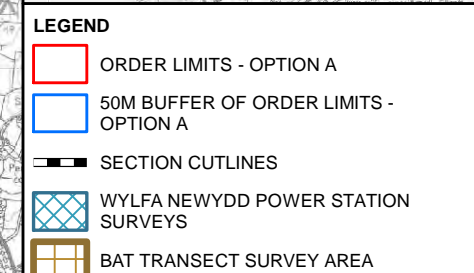 LEGEND
ORDER LIMITS - OPTION A
50M BUFFER OF ORDER LIMITS -
OPTION A
SECTION CUTLINES
WYLFA NEWYDD POWER STATION
SURVEYS
BAT TRANSECT SURVEY AREA